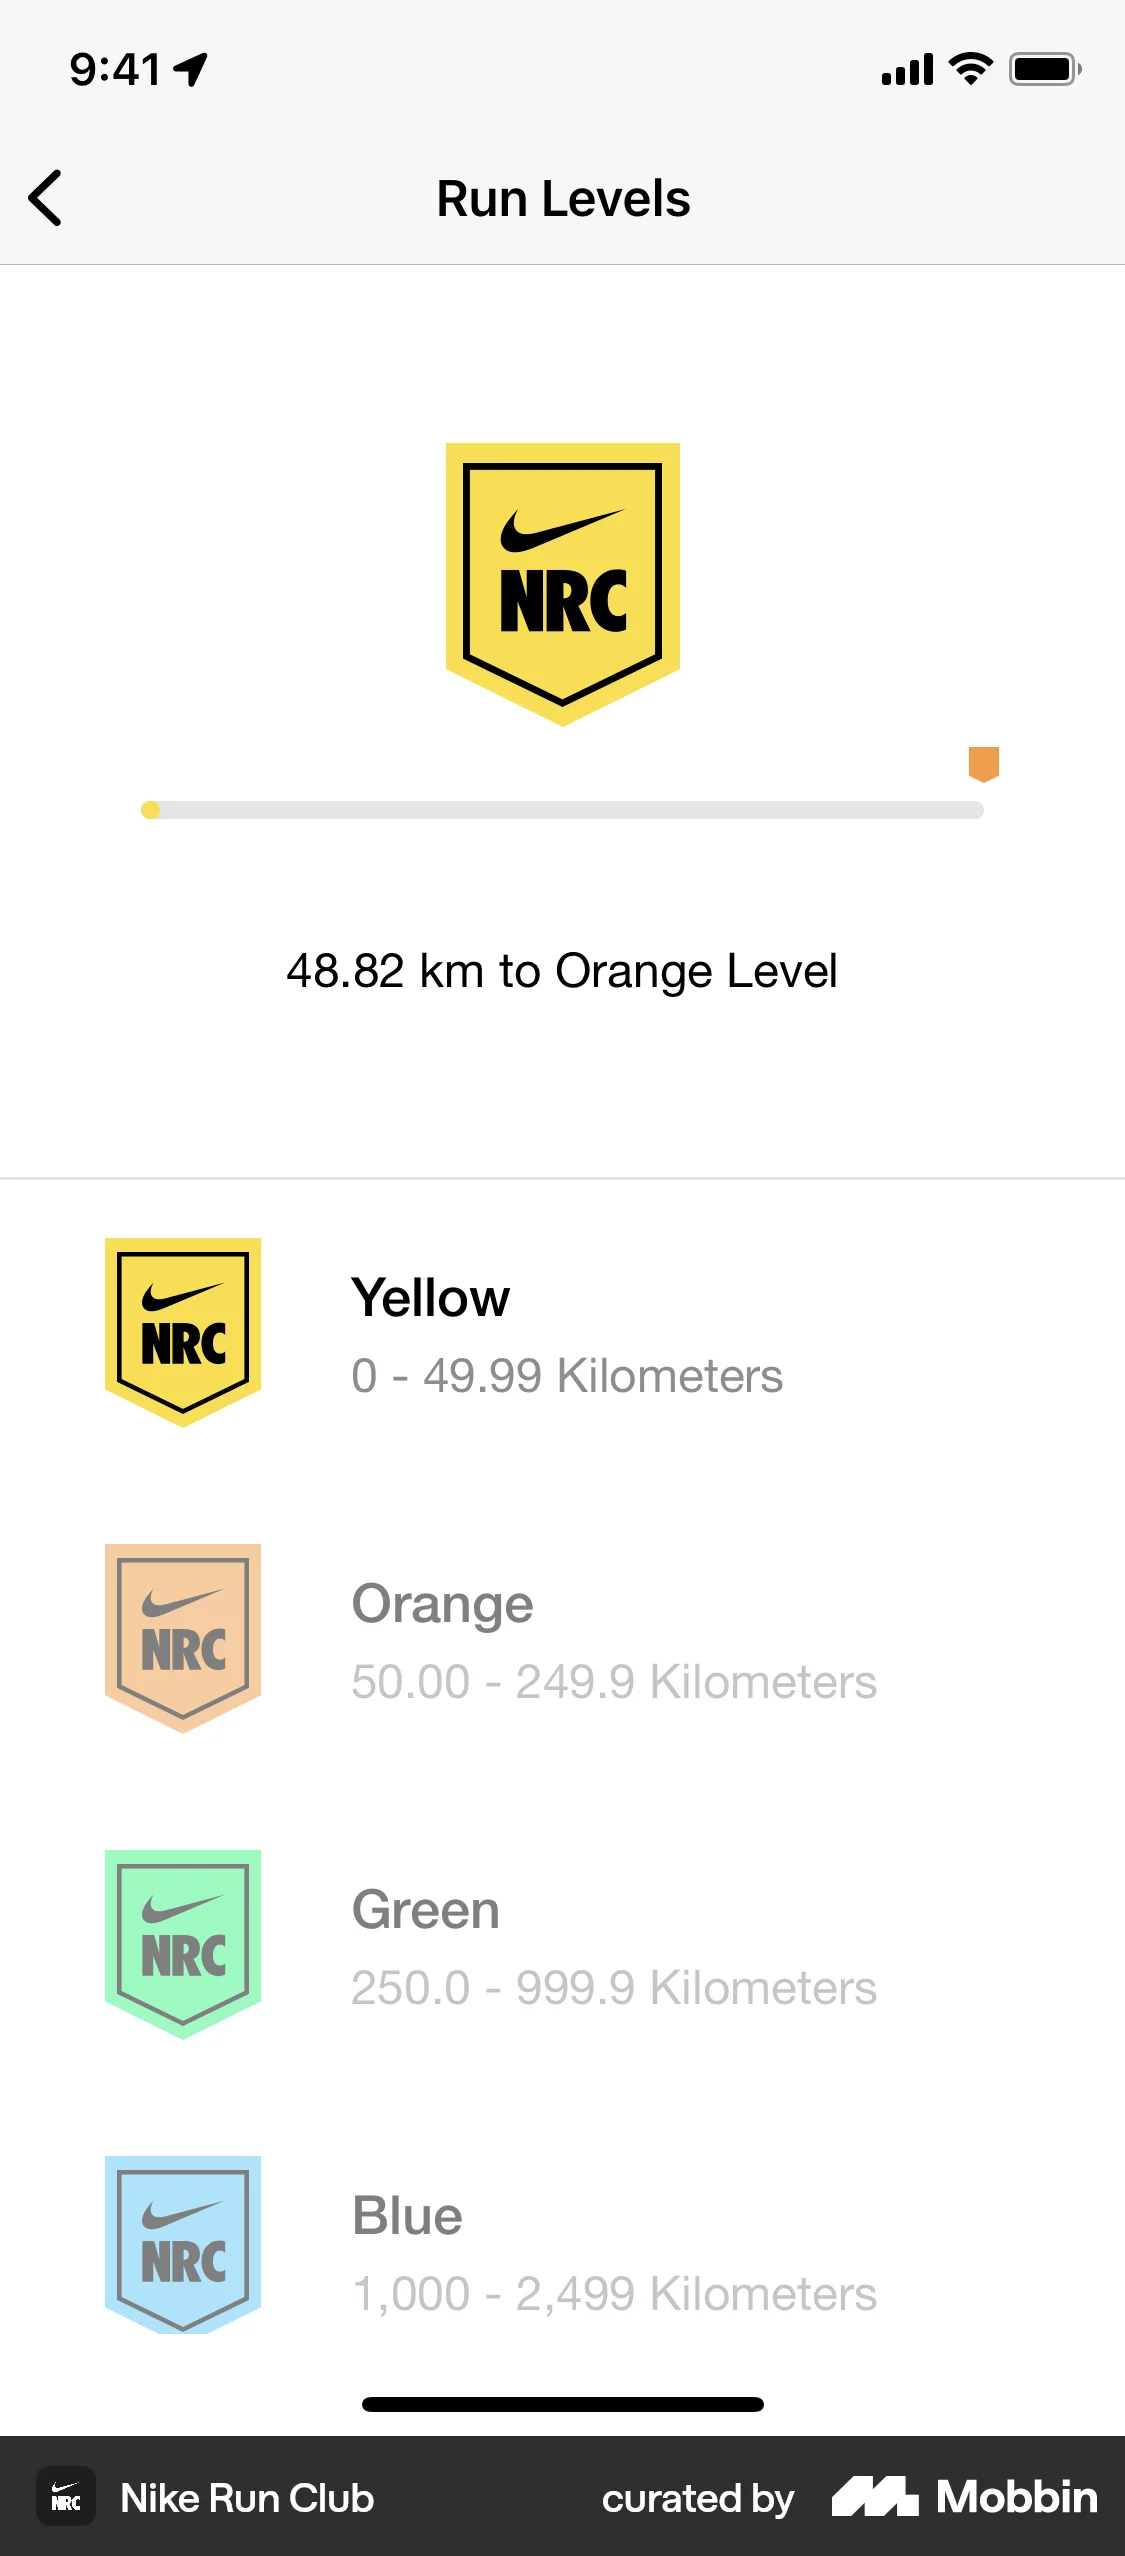 9:41
Run Levels
NRC
48.82 km to Orange Level
NRC
Yellow
0 - 49.99 Kilometers
NRC
Orange
50.00 - 249.9 Kilometers
NRC
Green
250.0 - 999.9 Kilometers
NRC
Blue
1,000 - 2,499 Kilometers
NRC
Nike Run Club
curated by
Mobbin